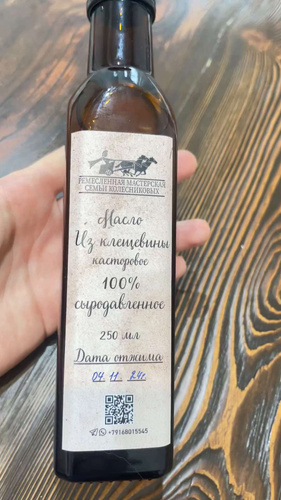 РЕМЕСЛЕННАЯ МАСТЕРСКАЯ
СЕМЬИ КОЛЕСНИКОВЫХ
Масло
Из клещевины
касторовое
100%
сыродавленное
250 мл
Дата отжима
04 11 24г
+79168015545